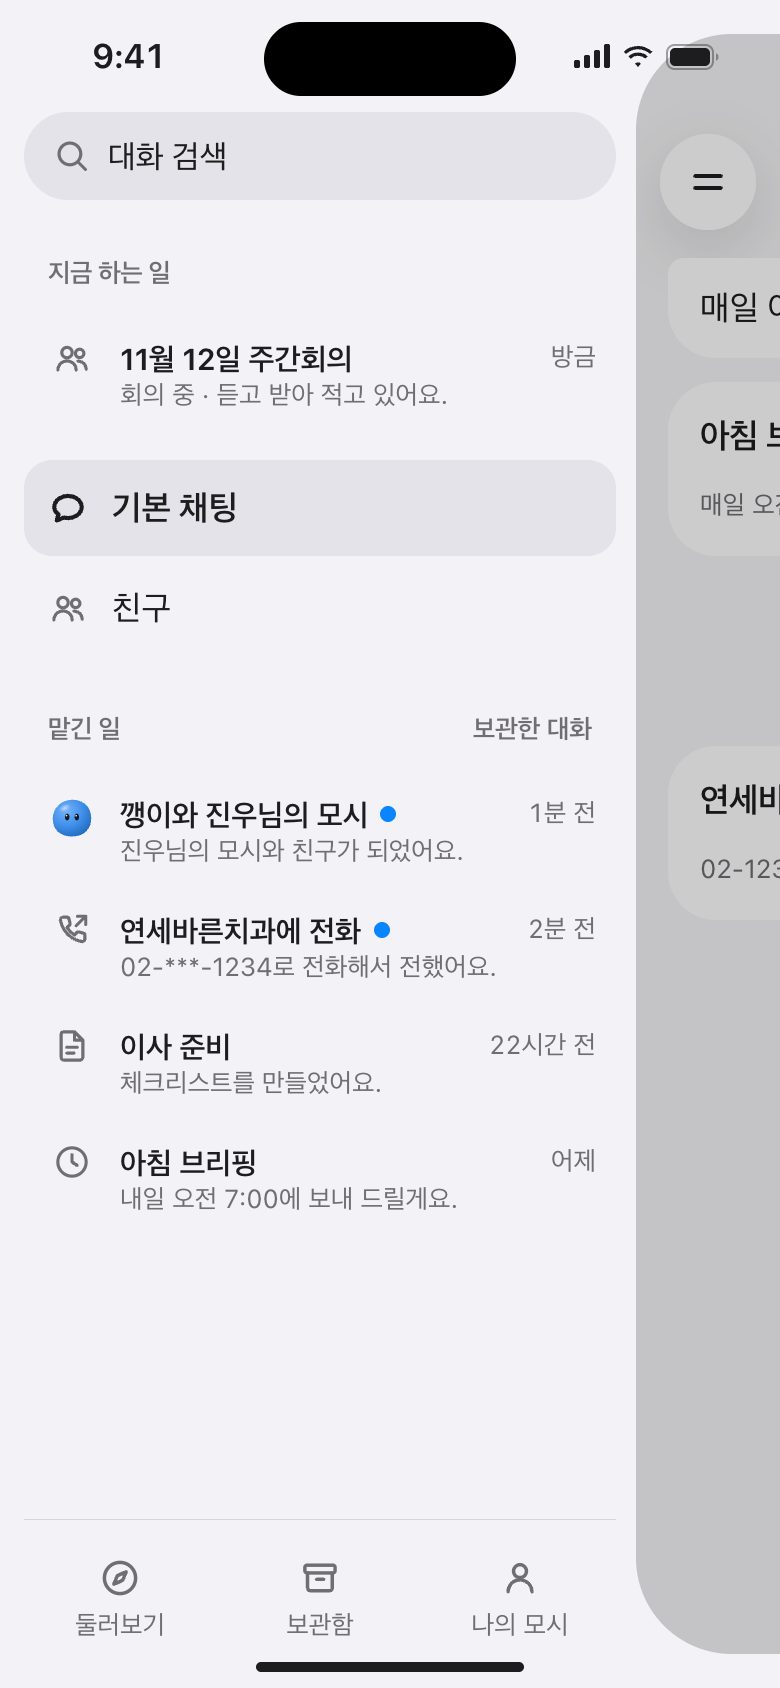 9:41
대화 검색
지금 하는 일
11월 12일 주간회의
방금
회의 중 · 듣고 받아 적고 있어요.
기본 채팅
친구
맡긴 일
보관한 대화
깽이와 진우님의 모시
1분 전
진우님의 모시와 친구가 되었어요.
연세바른치과에 전화
2분 전
02-***-1234로 전화해서 전했어요.
이사 준비
22시간 전
체크리스트를 만들었어요.
아침 브리핑
어제
내일 오전 7:00에 보내 드릴게요.
둘러보기
보관함
나의 모시
매일
아침
매일
02-123